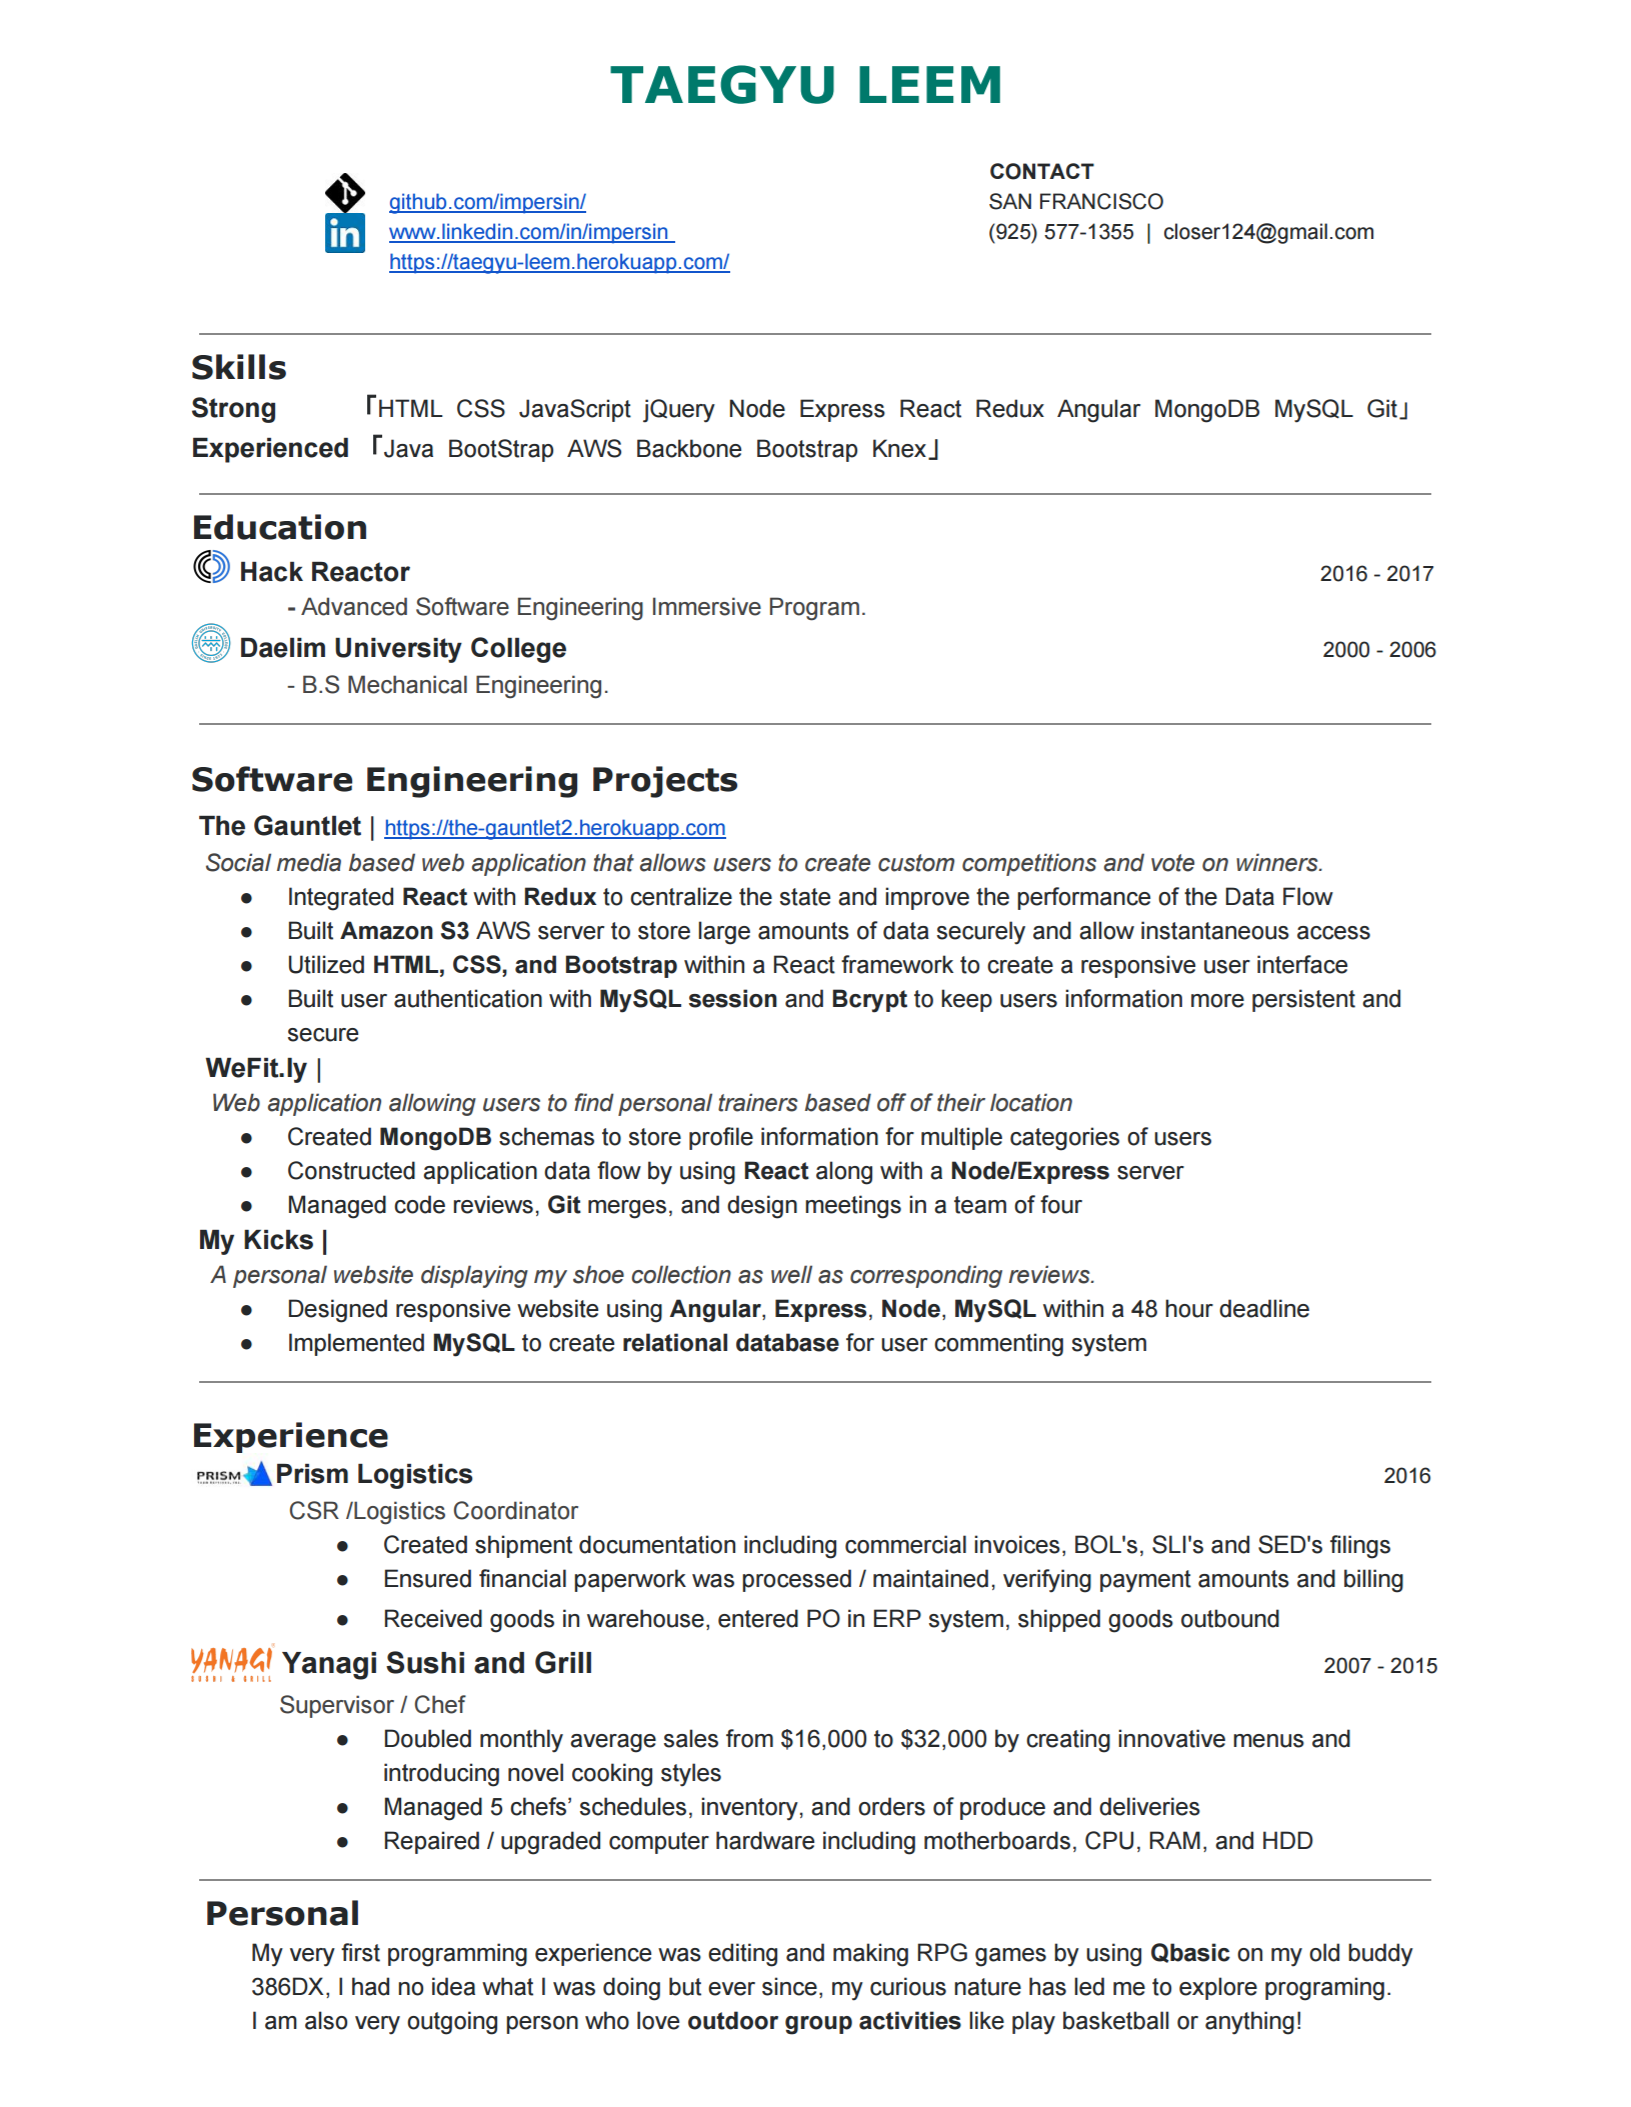 TAEGYU LEEM
github.com/impersin/
www.linkedin.com/in/impersin
https://taegyu-leem.herokuapp.com/
CONTACT
SAN FRANCISCO
(925) 577-1355 | closer124@gmail.com
Skills
Strong 「HTML CSS JavaScript jQuery Node Express React Redux Angular MongoDB MySQL Git」
Experienced 「Java BootStrap AWS Backbone Bootstrap Knex」
Education
Hack Reactor 2016 - 2017
- Advanced Software Engineering Immersive Program.
Daelim University College 2000 - 2006
- B.S Mechanical Engineering.
Software Engineering Projects
The Gauntlet | https://the-gauntlet2.herokuapp.com
Social media based web application that allows users to create custom competitions and vote on winners.
● Integrated React with Redux to centralize the state and improve the performance of the Data Flow
● Built Amazon S3 AWS server to store large amounts of data securely and allow instantaneous access
● Utilized HTML, CSS, and Bootstrap within a React framework to create a responsive user interface
● Built user authentication with MySQL session and Bcrypt to keep users information more persistent and
secure
WeFit.ly |
Web application allowing users to find personal trainers based off of their location
● Created MongoDB schemas to store profile information for multiple categories of users
● Constructed application data flow by using React along with a Node/Express server
● Managed code reviews, Git merges, and design meetings in a team of four
My Kicks |
A personal website displaying my shoe collection as well as corresponding reviews.
● Designed responsive website using Angular, Express, Node, MySQL within a 48 hour deadline
● Implemented MySQL to create relational database for user commenting system
Experience
PRISM Prism Logistics 2016
CSR /Logistics Coordinator
● Created shipment documentation including commercial invoices, BOL's, SLI's and SED's filings
● Ensured financial paperwork was processed / maintained, verifying payment amounts and billing
● Received goods in warehouse, entered PO in ERP system, shipped goods outbound
YANAGI Yanagi Sushi and Grill 2007 - 2015
SUSHI & GRILL
Supervisor / Chef
● Doubled monthly average sales from $16,000 to $32,000 by creating innovative menus and
introducing novel cooking styles
● Managed 5 chefs’ schedules, inventory, and orders of produce and deliveries
● Repaired / upgraded computer hardware including motherboards, CPU, RAM, and HDD
Personal
My very first programming experience was editing and making RPG games by using Qbasic on my old buddy
386DX, I had no idea what I was doing but ever since, my curious nature has led me to explore programing.
I am also very outgoing person who love outdoor group activities like play basketball or anything!